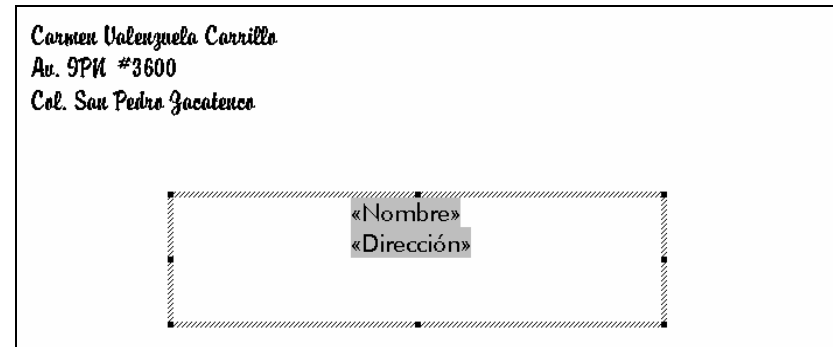 Carmen Valenzuela Carrillo
Av. IPN #3600
Col. San Pedro Zacatenco
«Nombre»
«Dirección»